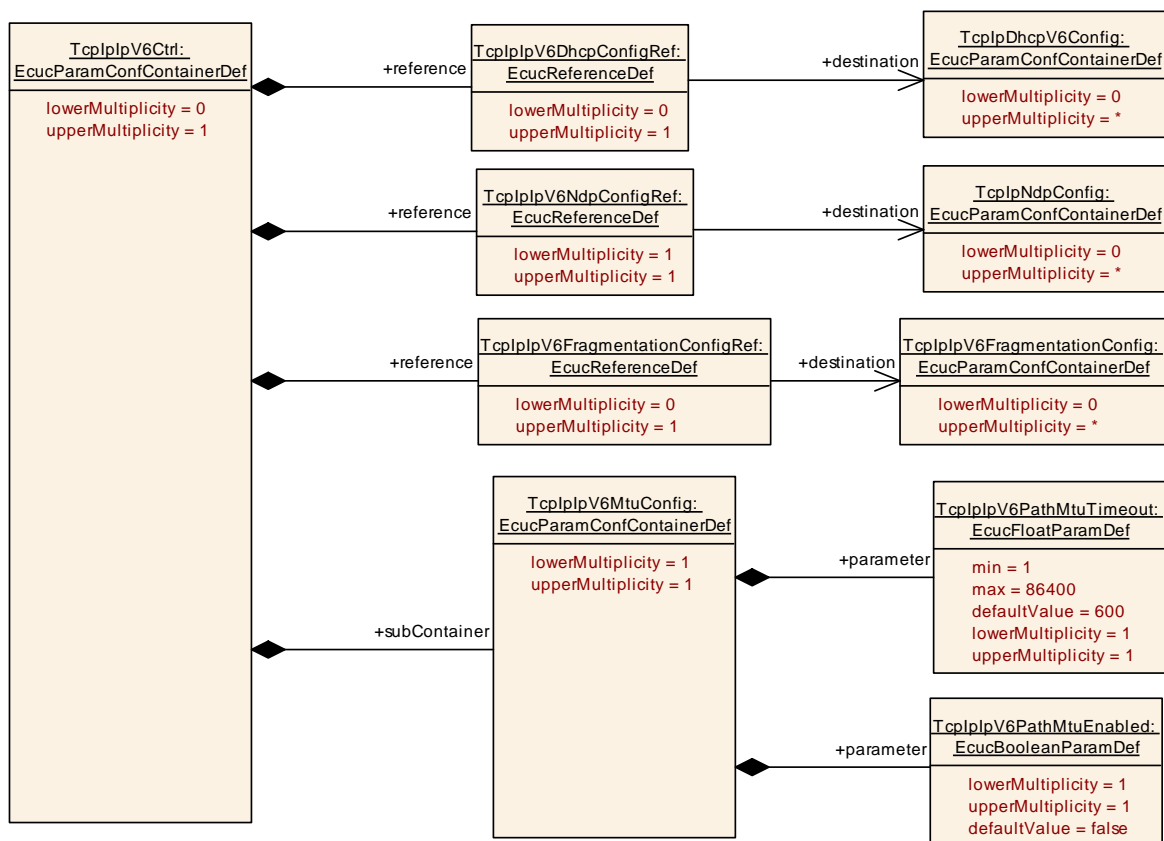 TcpIpIpV6Ctrl:
EcucParamConfContainerDef
lowerMultiplicity = 0
upperMultiplicity = 1
+reference
TcpIpIpV6DhcpConfigRef:
EcucReferenceDef
lowerMultiplicity = 0
upperMultiplicity = 1
+destination
TcpIpDhcpV6Config:
EcucParamConfContainerDef
lowerMultiplicity = 0
upperMultiplicity = *
+reference
TcpIpIpV6NdpConfigRef:
EcucReferenceDef
lowerMultiplicity = 1
upperMultiplicity = 1
+destination
TcpIpNdpConfig:
EcucParamConfContainerDef
lowerMultiplicity = 0
upperMultiplicity = *
+reference
TcpIpIpV6FragmentationConfigRef:
EcucReferenceDef
lowerMultiplicity = 0
upperMultiplicity = 1
+destination
TcpIpIpV6FragmentationConfig:
EcucParamConfContainerDef
lowerMultiplicity = 0
upperMultiplicity = *
+subContainer
TcpIpIpV6MtuConfig:
EcucParamConfContainerDef
lowerMultiplicity = 1
upperMultiplicity = 1
+parameter
TcpIpIpV6PathMtuTimeout:
EcucFloatParamDef
min = 1
max = 86400
defaultValue = 600
lowerMultiplicity = 1
upperMultiplicity = 1
+parameter
TcpIpIpV6PathMtuEnabled:
EcucBooleanParamDef
lowerMultiplicity = 1
upperMultiplicity = 1
defaultValue = false